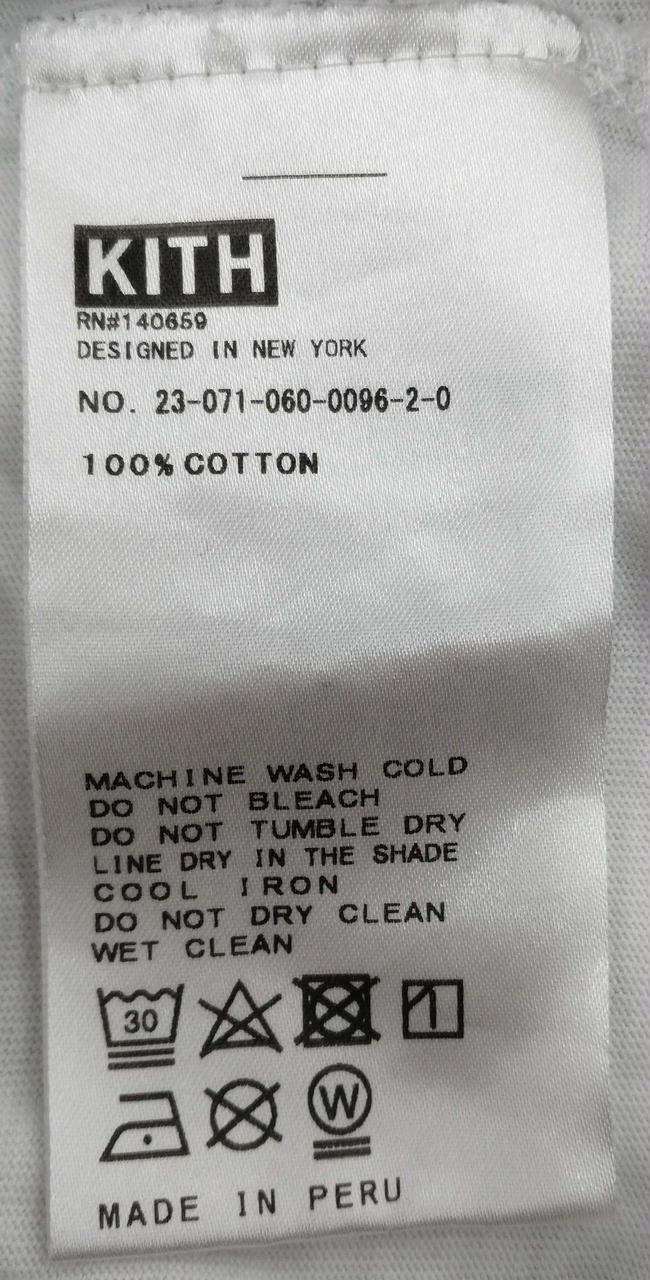 KITH
RN#140659
DESIGNED IN NEW YORK
NO. 23-071-060-0096-2-0
100% COTTON
MACHINE WASH COLD
DO NOT BLEACH
DO NOT TUMBLE DRY
LINE DRY IN THE SHADE
COOL IRON
DO NOT DRY CLEAN
WET CLEAN
30
W
MADE IN PERU